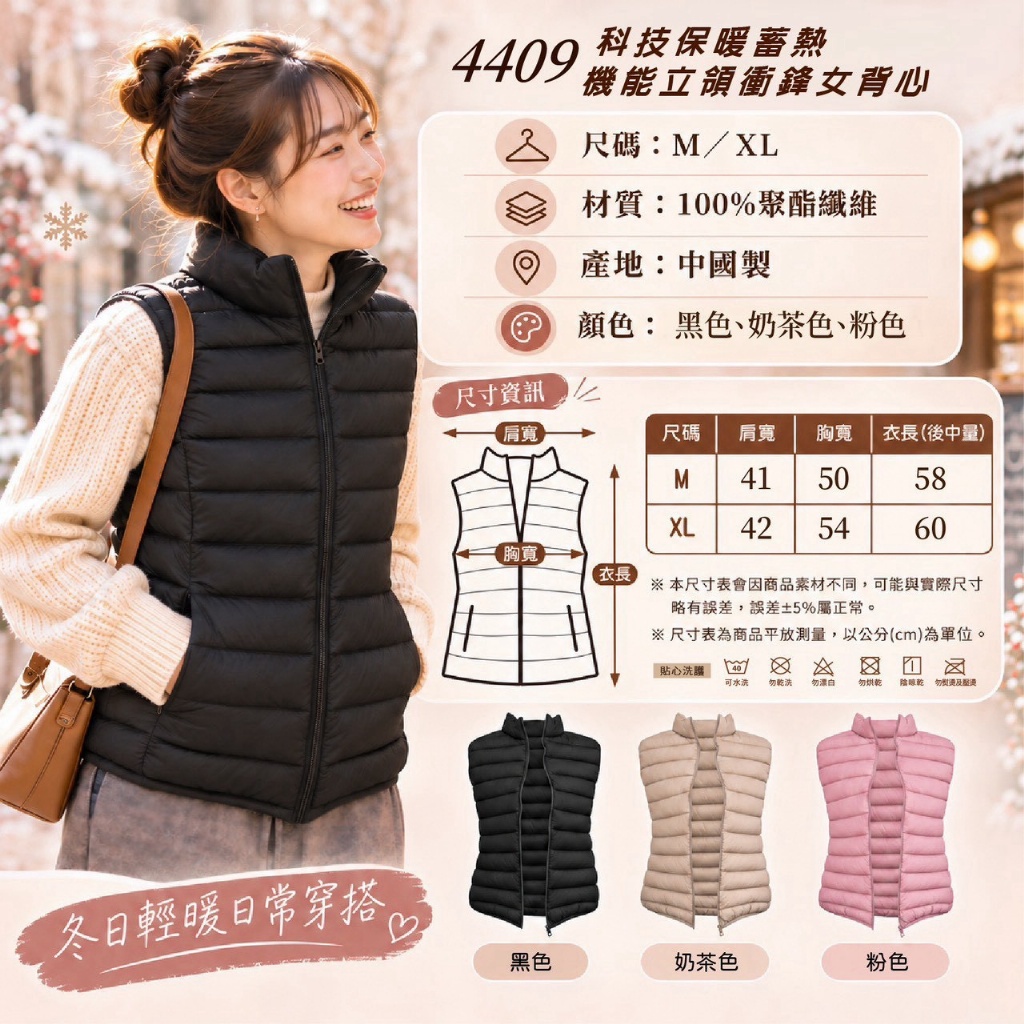 4409 科技保暖蓄熱
機能立領衝鋒女背心
尺碼：M／XL
材質：100%聚酯纖維
產地：中國製
顏色：黑色、奶茶色、粉色
尺寸資訊
肩寬
胸寬
衣長
尺碼 肩寬 胸寬 衣長(後中量)
M 41 50 58
XL 42 54 60
※ 本尺寸表會因商品素材不同，可能與實際尺寸
略有誤差，誤差±5%屬正常。
※ 尺寸表為商品平放測量，以公分(cm)為單位。
貼心洗護
40
可水洗 勿乾洗 勿漂白 勿烘乾 陰晾乾 勿熨燙及壓燙
冬日輕暖日常穿搭
黑色 奶茶色 粉色